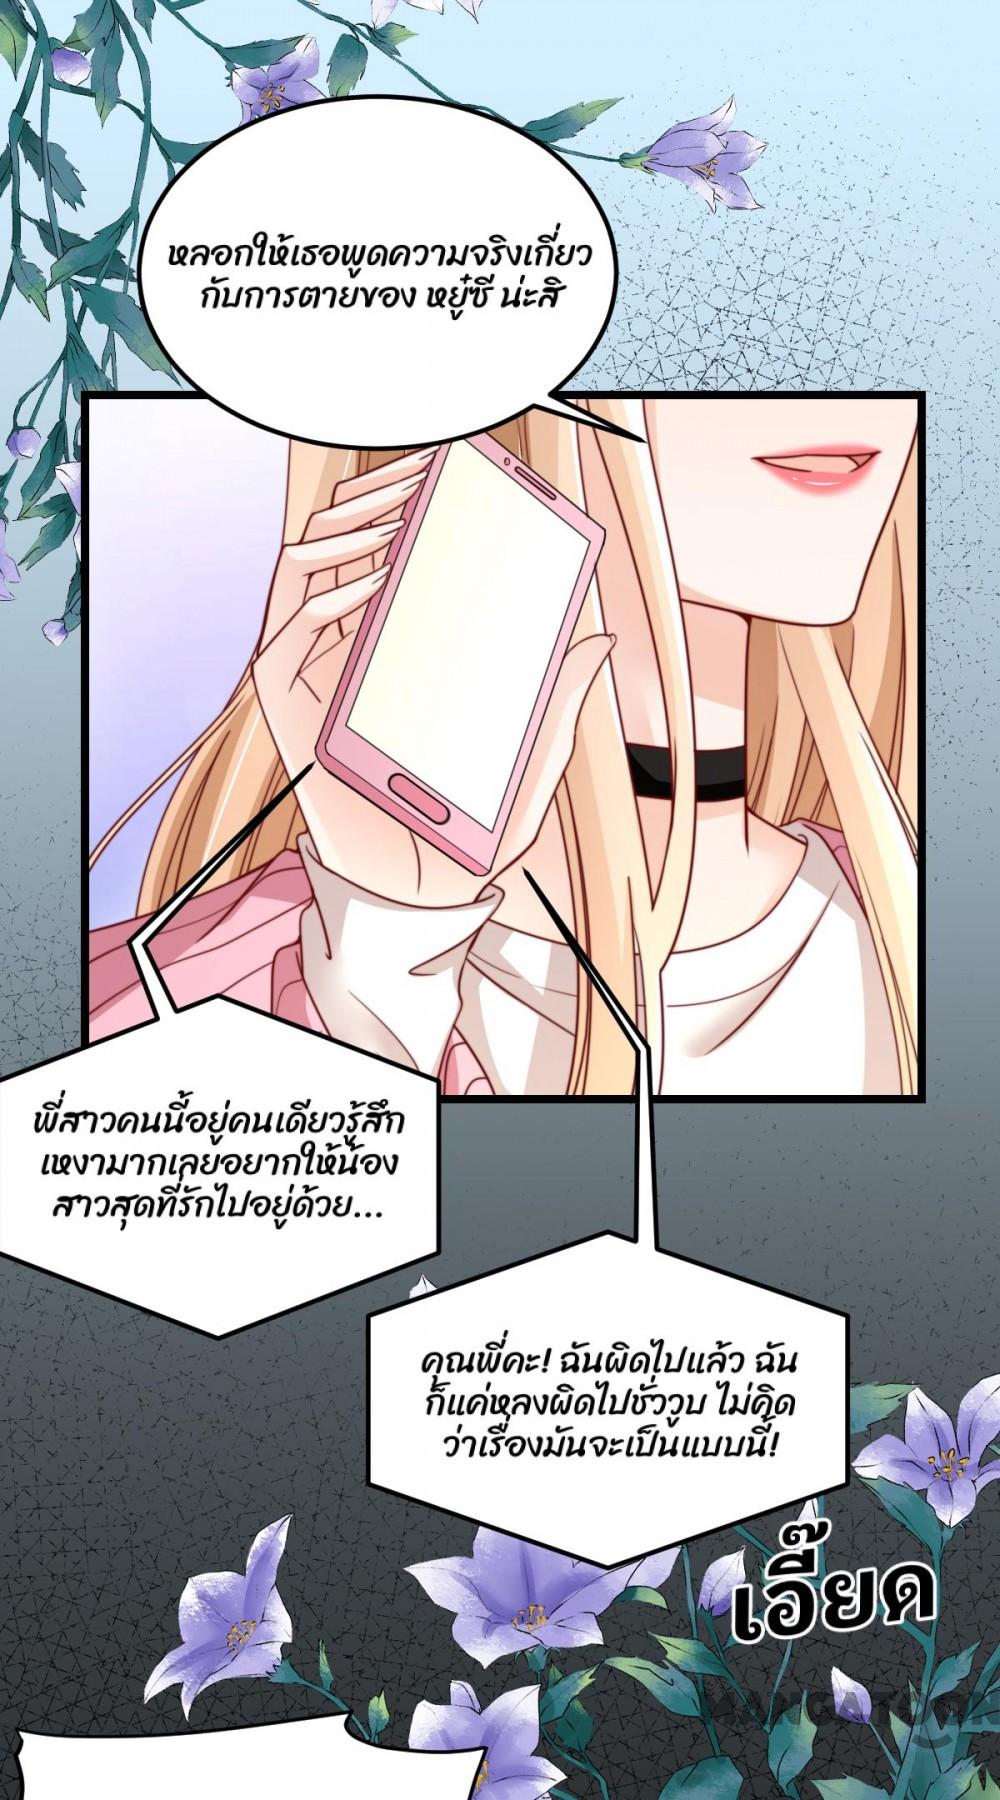 หลอกให้เธอพูดความจริงเกี่ยว
กับการตายของ หยู๋ซี น่ะสิ
พี่สาวคนนี้อยู่คนเดียวรู้สึก
เหงามากเลยอยากให้น้อง
สาวสุดที่รักไปอยู่ด้วย...
คุณพี่คะ! ฉันผิดไปแล้ว ฉัน
ก็แค่หลงผิดไปชั่ววูบ ไม่คิด
ว่าเรื่องมันจะเป็นแบบนี้!
เอี๊ยด